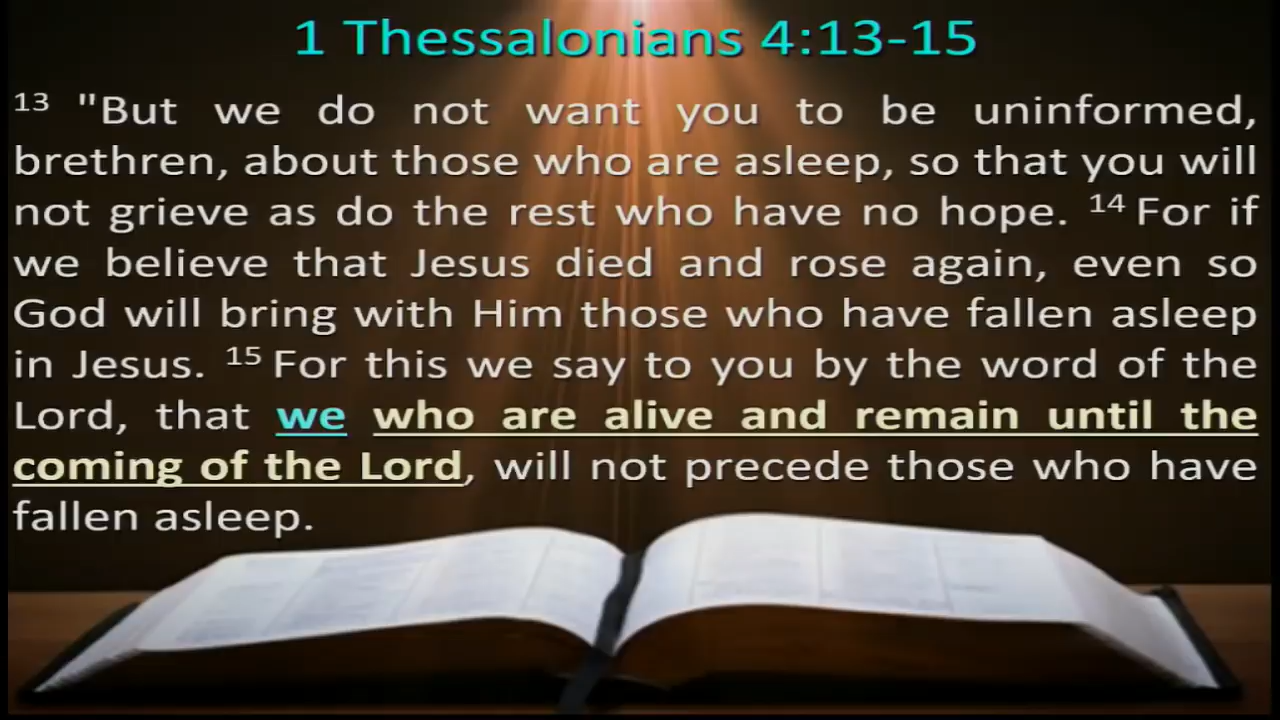 1 Thessalonians 4:13-15
13 "But we do not want you to be uninformed,
brethren, about those who are asleep, so that you will
not grieve as do the rest who have no hope. 14 For if
we believe that Jesus died and rose again, even so
God will bring with Him those who have fallen asleep
in Jesus. 15 For this we say to you by the word of the
Lord, that we who are alive and remain until the
coming of the Lord, will not precede those who have
fallen asleep.